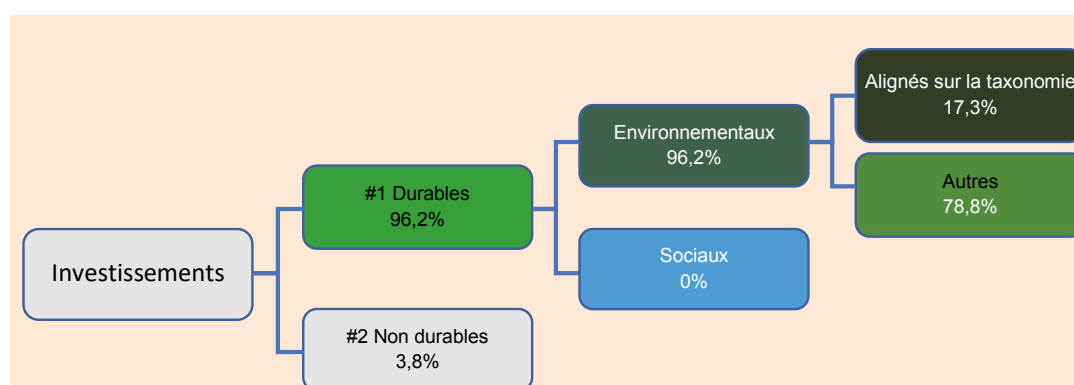 Investissements
#1 Durables
96,2%
#2 Non durables
3,8%
Environnementaux
96,2%
Sociaux
0%
Alignés sur la taxonomie
17,3%
Autres
78,8%